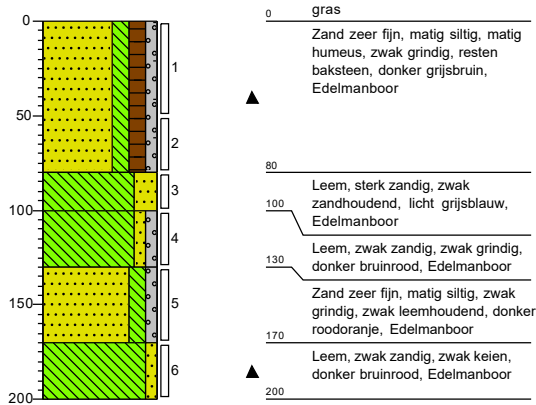 0
50
100
150
200
1
2
3
4
5
6
0
gras
Zand zeer fijn, matig siltig, matig
humeus, zwak grindig, resten
baksteen, donker grijsbruin,
Edelmanboor
80
Leem, sterk zandig, zwak
zandhoudend, licht grijsblauw,
Edelmanboor
100
Leem, zwak zandig, zwak grindig,
donker bruinrood, Edelmanboor
130
Zand zeer fijn, matig siltig, zwak
grindig, zwak leemhoudend, donker
roodoranje, Edelmanboor
170
Leem, zwak zandig, zwak keien,
donker bruinrood, Edelmanboor
200